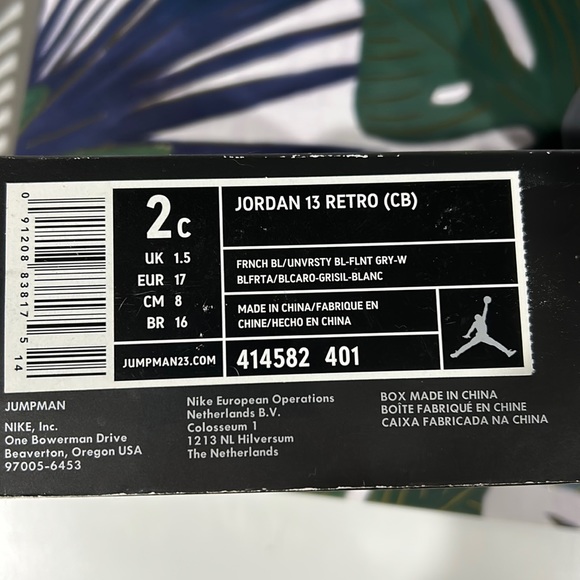 0 91208 83817 5 14
2C
UK 1.5
EUR 17
CM 8
BR 16
JUMPMAN23.COM
JORDAN 13 RETRO (CB)
FRNCH BL/UNVRSTY BL-FLNT GRY-W
BLFRTA/BLCARO-GRISIL-BLANC
MADE IN CHINA/FABRIQUE EN
CHINE/HECHO EN CHINA
414582 401
JUMPMAN
NIKE, Inc.
One Bowerman Drive
Beaverton, Oregon USA
97005-6453
Nike European Operations
Netherlands B.V.
Colosseum 1
1213 NL Hilversum
The Netherlands
BOX MADE IN CHINA
BOÎTE FABRIQUÉ EN CHINE
CAIXA FABRICADA NA CHINA